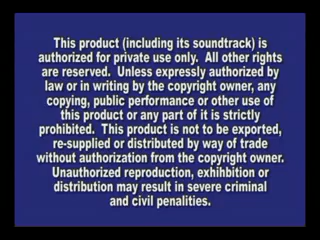 This product (including its soundtrack) is
authorized for private use only. All other rights
are reserved. Unless expressly authorized by
law or in writing by the copyright owner, any
copying, public performance or other use of
this product or any part of it is strictly
prohibited. This product is not to be exported,
re-supplied or distributed by way of trade
without authorization from the copyright owner.
Unauthorized reproduction, exhihbtion or
distribution may result in severe criminal
and civil penalities.